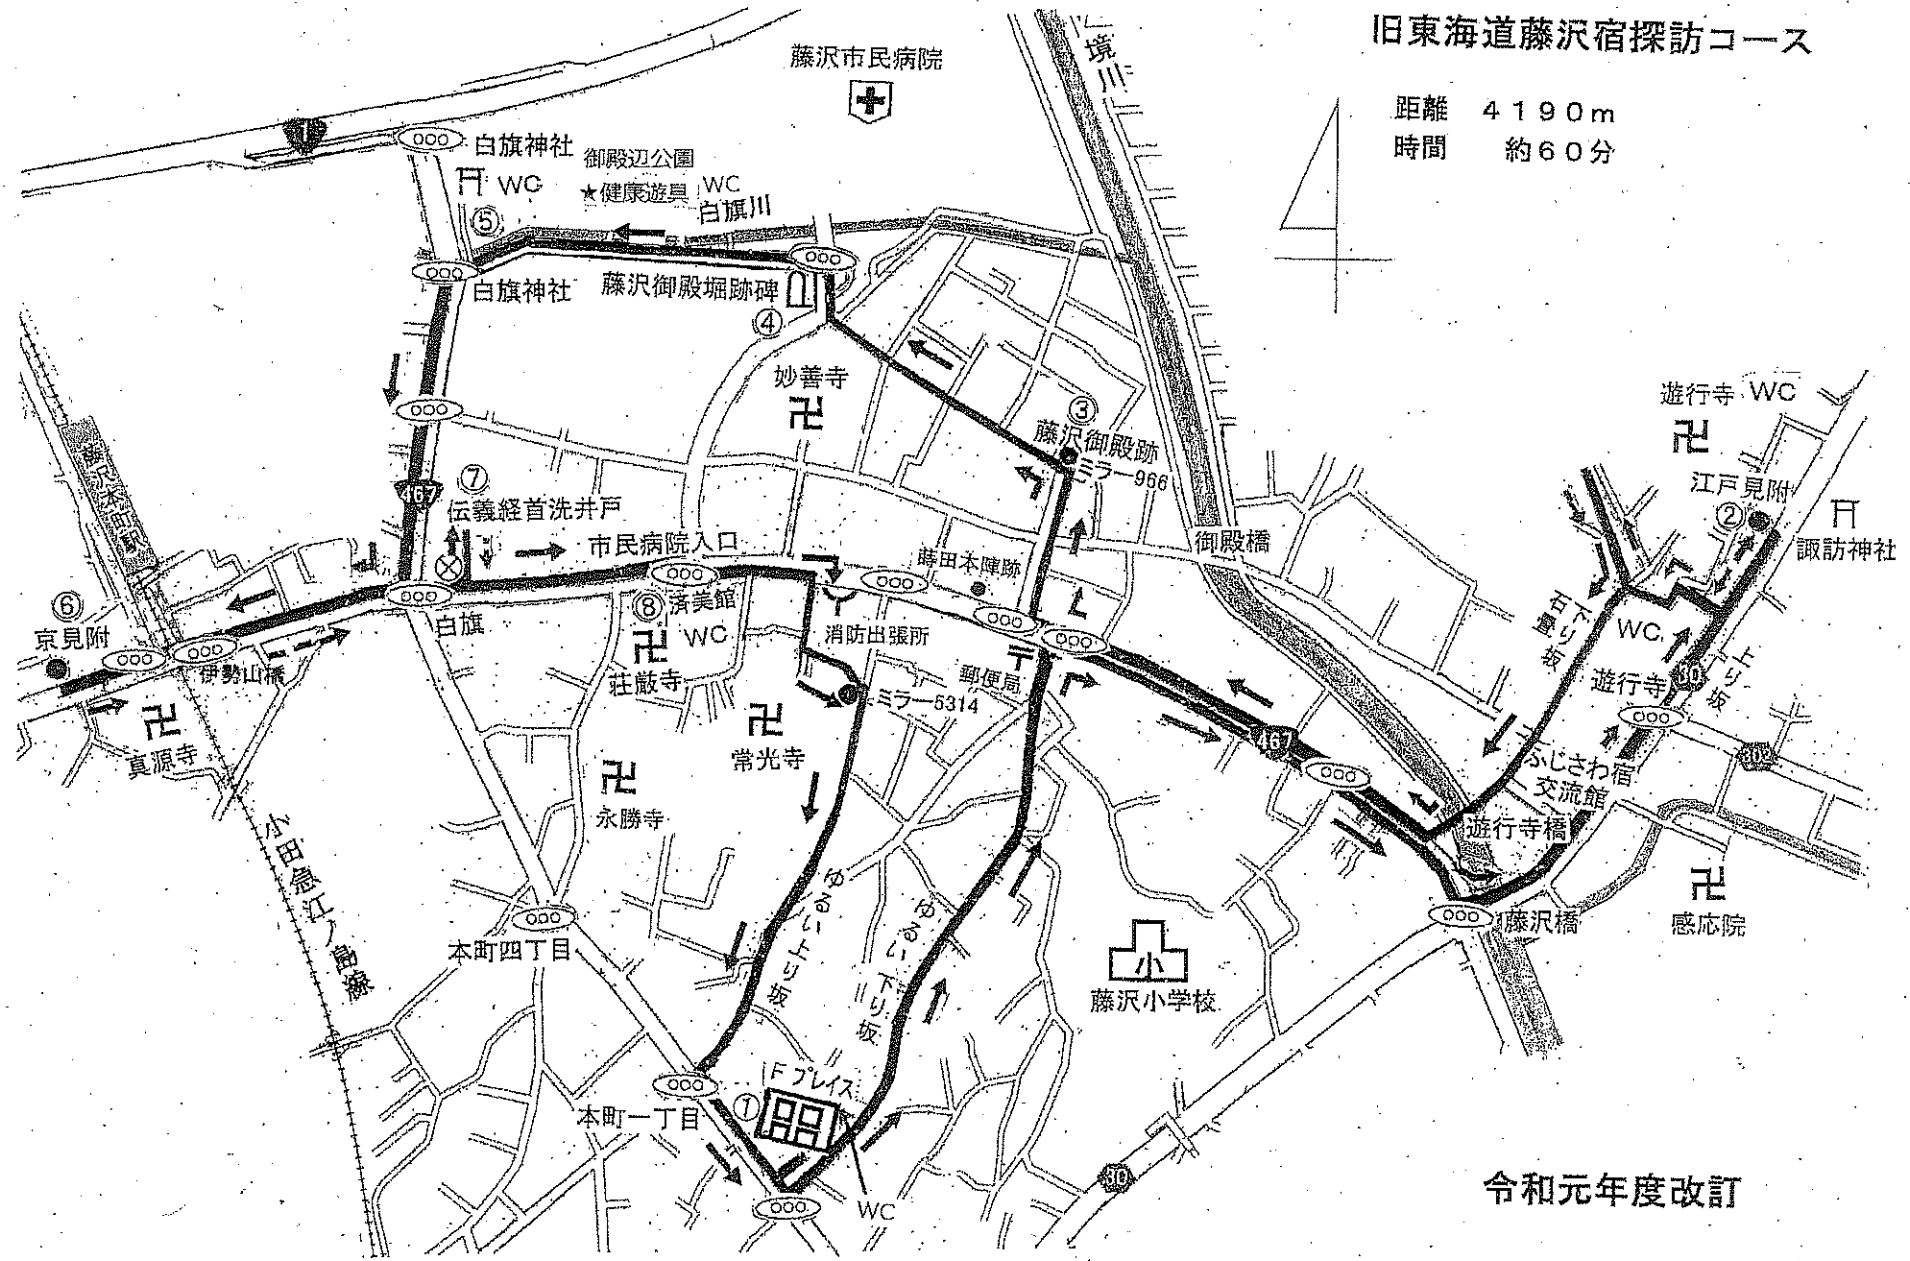 旧東海道藤沢宿探訪コース
距離 4190m
時間 約60分
藤沢市民病院
境川
1
白旗神社
御殿辺公園
WC
★健康遊具
WC
白旗川
⑤
白旗神社
藤沢御殿堀跡碑
④
妙善寺
③
藤沢御殿跡
ミラー966
遊行寺 WC
江戸見附
②
諏訪神社
藤沢本町駅
467
⑦
伝義経首洗井戸
市民病院入口
蒔田本陣跡
御殿橋
⑥
京見附
白旗
⑧
済美館
WC
荘厳寺
消防出張所
郵便局
ミラー5314
伊勢山橋
真源寺
常光寺
永勝寺
467
下り坂
石畳坂
WC
遊行寺
30
上り坂
ふじさわ宿
交流館
遊行寺橋
藤沢橋
感応院
小田急江ノ島線
本町四丁目
ゆるい上り坂
ゆるい下り坂
小
藤沢小学校
Fプレイス
①
本町一丁目
WC
30
令和元年度改訂